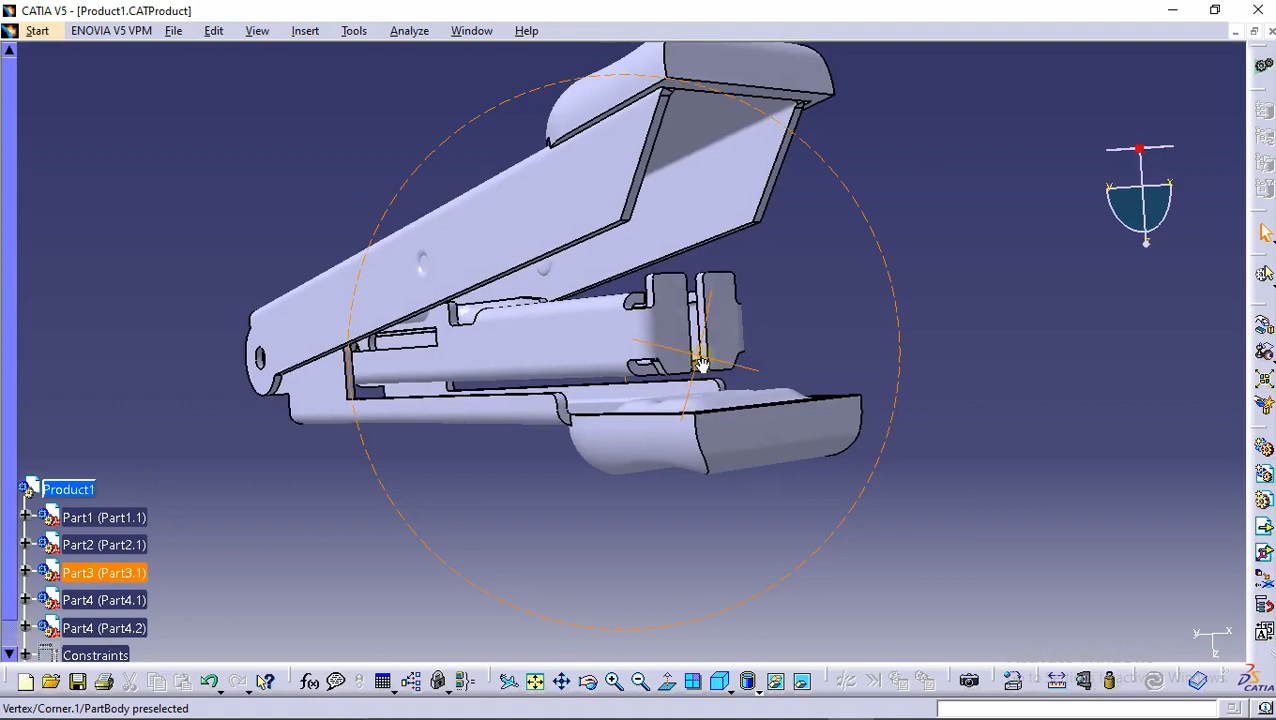 CATIA V5 - [Product1.CATProduct]
Start ENOVIA V5 VPM File Edit View Insert Tools Analyze Window Help
y x
z
Product1
Part1 (Part1.1)
Part2 (Part2.1)
Part3 (Part3.1)
Part4 (Part4.1)
Part4 (Part4.2)
Constraints
y x
z
f(x)
CATIA
Vertex/Corner.1/PartBody preselected